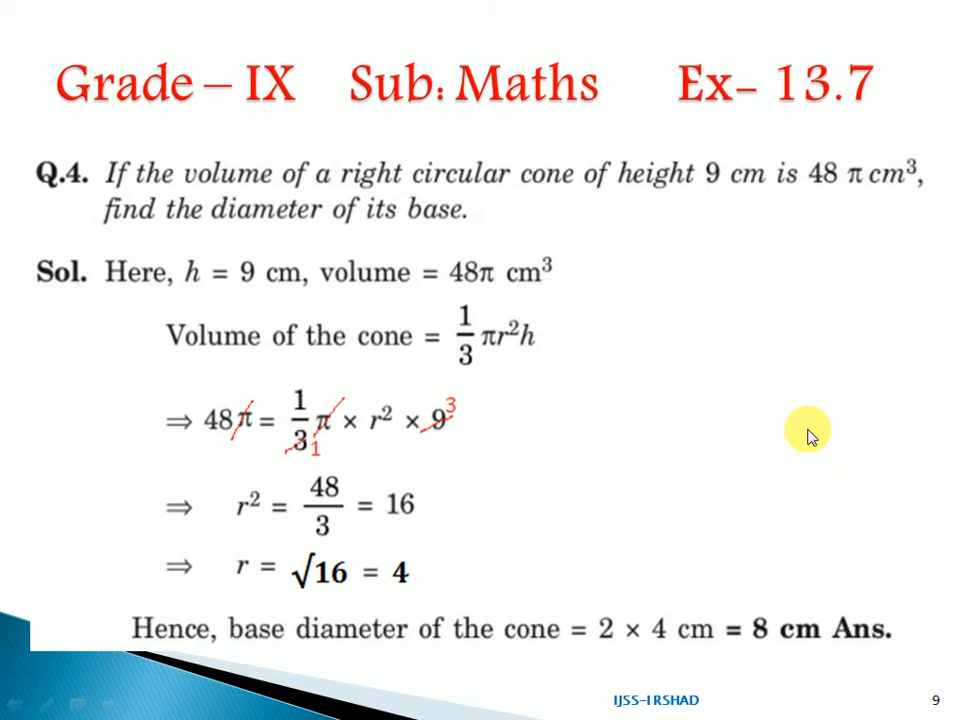 Grade – IX Sub: Maths Ex- 13.7
Q.4. If the volume of a right circular cone of height 9 cm is 48 π cm³,
find the diameter of its base.
Sol. Here, h = 9 cm, volume = 48π cm³
Volume of the cone = 1/3 πr²h
⇒ 48π = 1/3 π × r² × 9 3
1
⇒ r² = 48/3 = 16
⇒ r = √16 = 4
Hence, base diameter of the cone = 2 × 4 cm = 8 cm Ans.
IJSS-IRSHAD 9